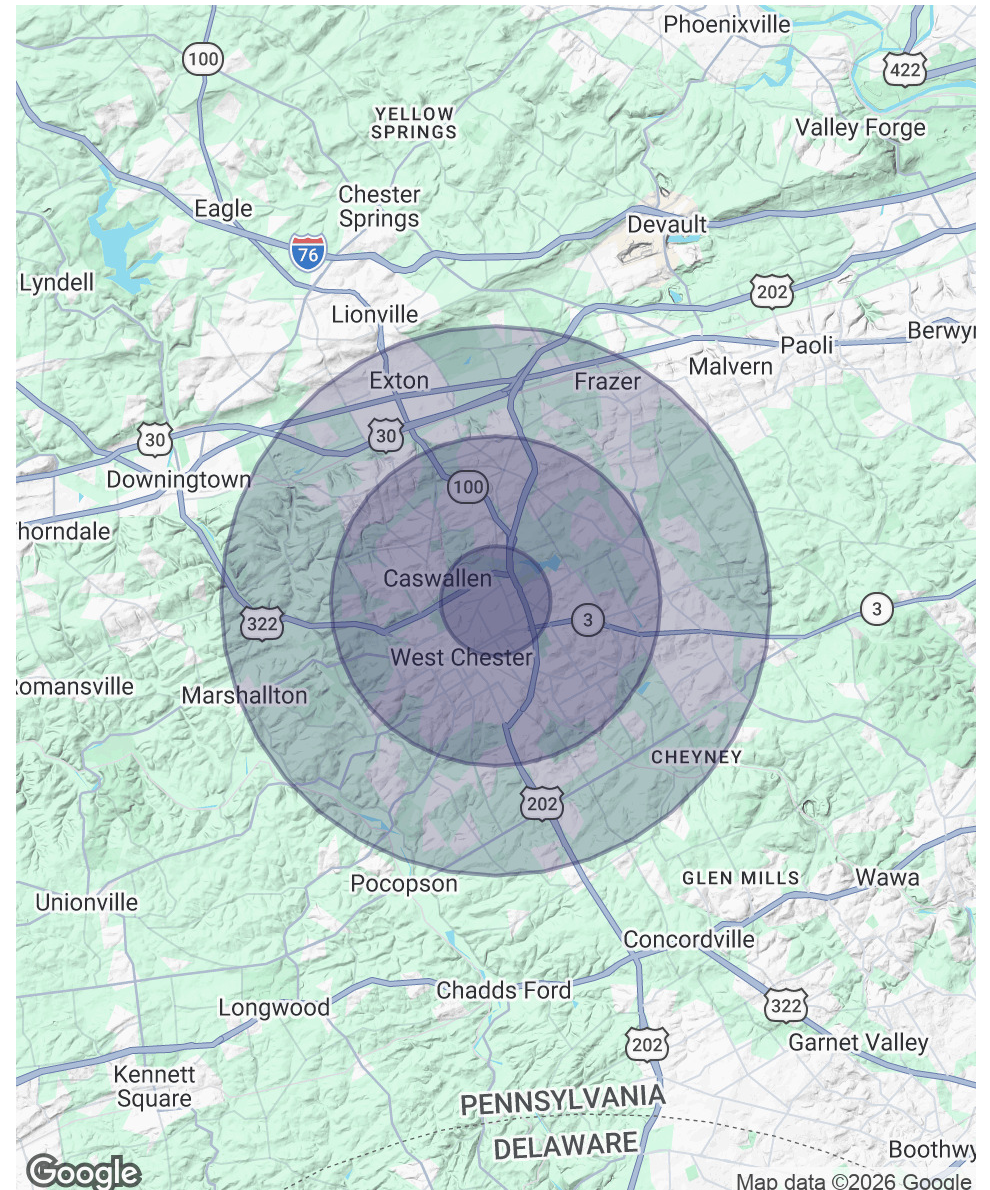 Phoenixville
100
422
YELLOW
SPRINGS
Valley Forge
Chester
Springs
Eagle
Devault
76
Lyndell
202
Lionville
Berwyn
Paoli
Malvern
Exton
Frazer
30
30
Downingtown
100
Thorndale
Caswallen
322
3
3
West Chester
Romansville
Marshallton
CHEYNEY
202
Pocopson
GLEN MILLS
Wawa
Unionville
Concordville
Chadds Ford
Longwood
322
202
Garnet Valley
Kennett
Square
PENNSYLVANIA
DELAWARE
Boothwy
Google
Map data ©2026 Google